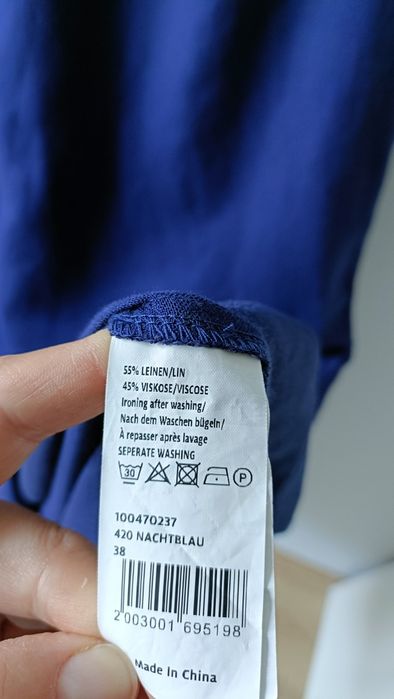 55% LEINEN/LIN
45% VISKOSE/VISCOSE
Ironing after washing/
Nach dem Waschen bügeln/
À repasser après lavage
SEPERATE WASHING
30 P
100470237
420 NACHTBLAU
38
2 003001 695198
Made In China